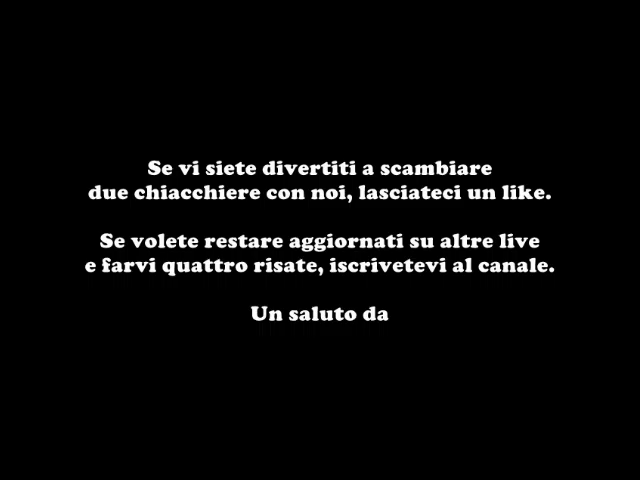 Se vi siete divertiti a scambiare
due chiacchiere con noi, lasciateci un like.
Se volete restare aggiornati su altre live
e farvi quattro risate, iscrivetevi al canale.
Un saluto da